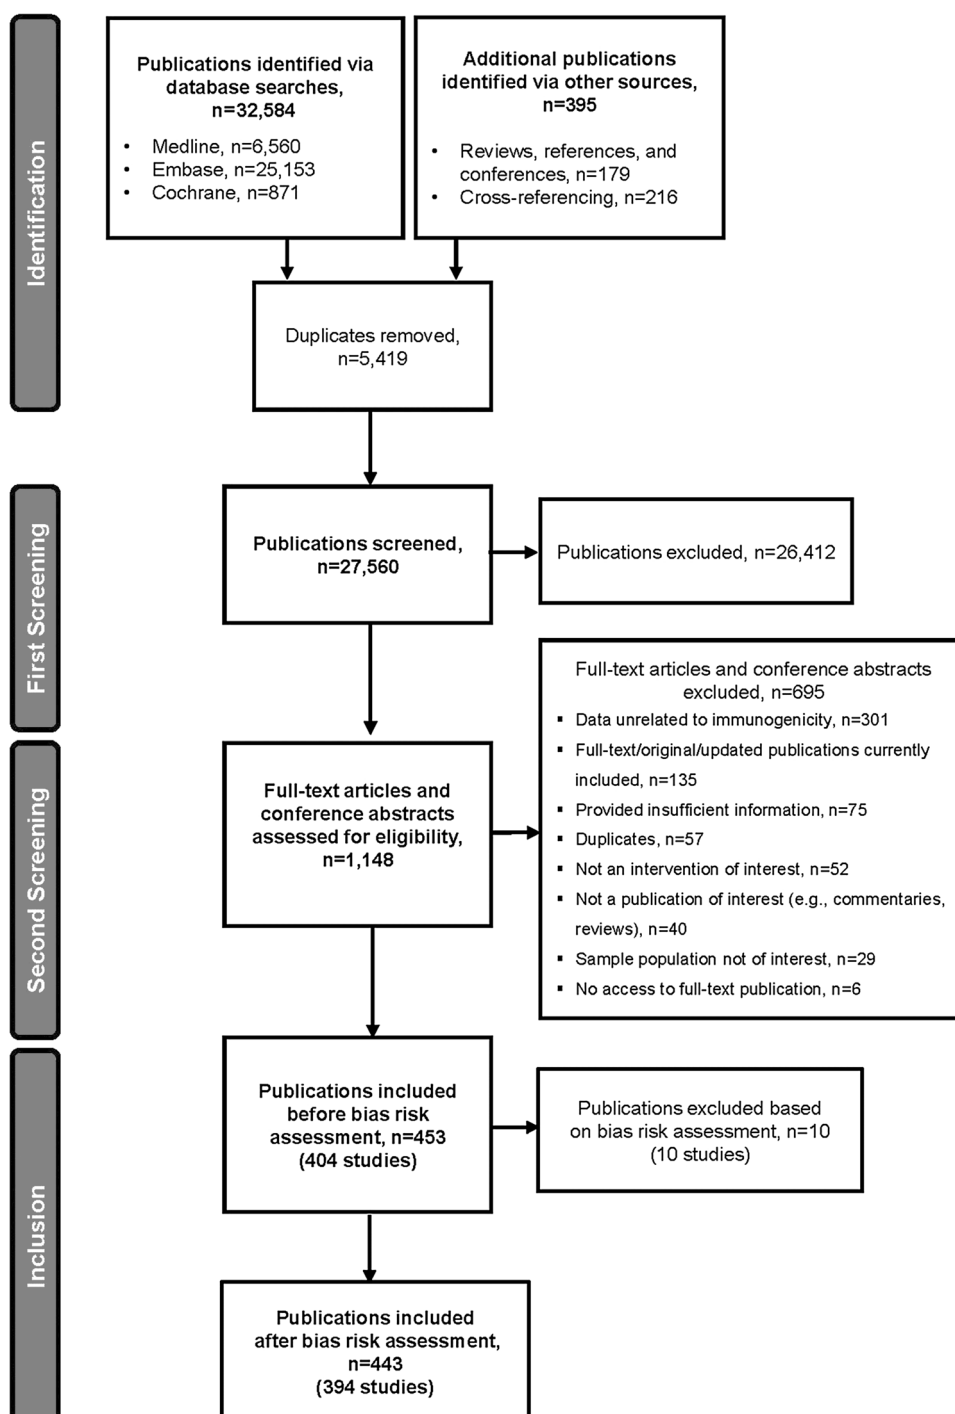 Identification
Publications identified via
database searches,
n=32,584
• Medline, n=6,560
• Embase, n=25,153
• Cochrane, n=871
Additional publications
identified via other sources,
n=395
• Reviews, references, and
conferences, n=179
• Cross-referencing, n=216
Duplicates removed,
n=5,419
First Screening
Publications screened,
n=27,560
Publications excluded, n=26,412
Second Screening
Full-text articles and
conference abstracts
assessed for eligibility,
n=1,148
Full-text articles and conference abstracts
excluded, n=695
▪ Data unrelated to immunogenicity, n=301
▪ Full-text/original/updated publications currently
included, n=135
▪ Provided insufficient information, n=75
▪ Duplicates, n=57
▪ Not an intervention of interest, n=52
▪ Not a publication of interest (e.g., commentaries,
reviews), n=40
▪ Sample population not of interest, n=29
▪ No access to full-text publication, n=6
Inclusion
Publications included
before bias risk
assessment, n=453
(404 studies)
Publications excluded based
on bias risk assessment, n=10
(10 studies)
Publications included
after bias risk assessment,
n=443
(394 studies)